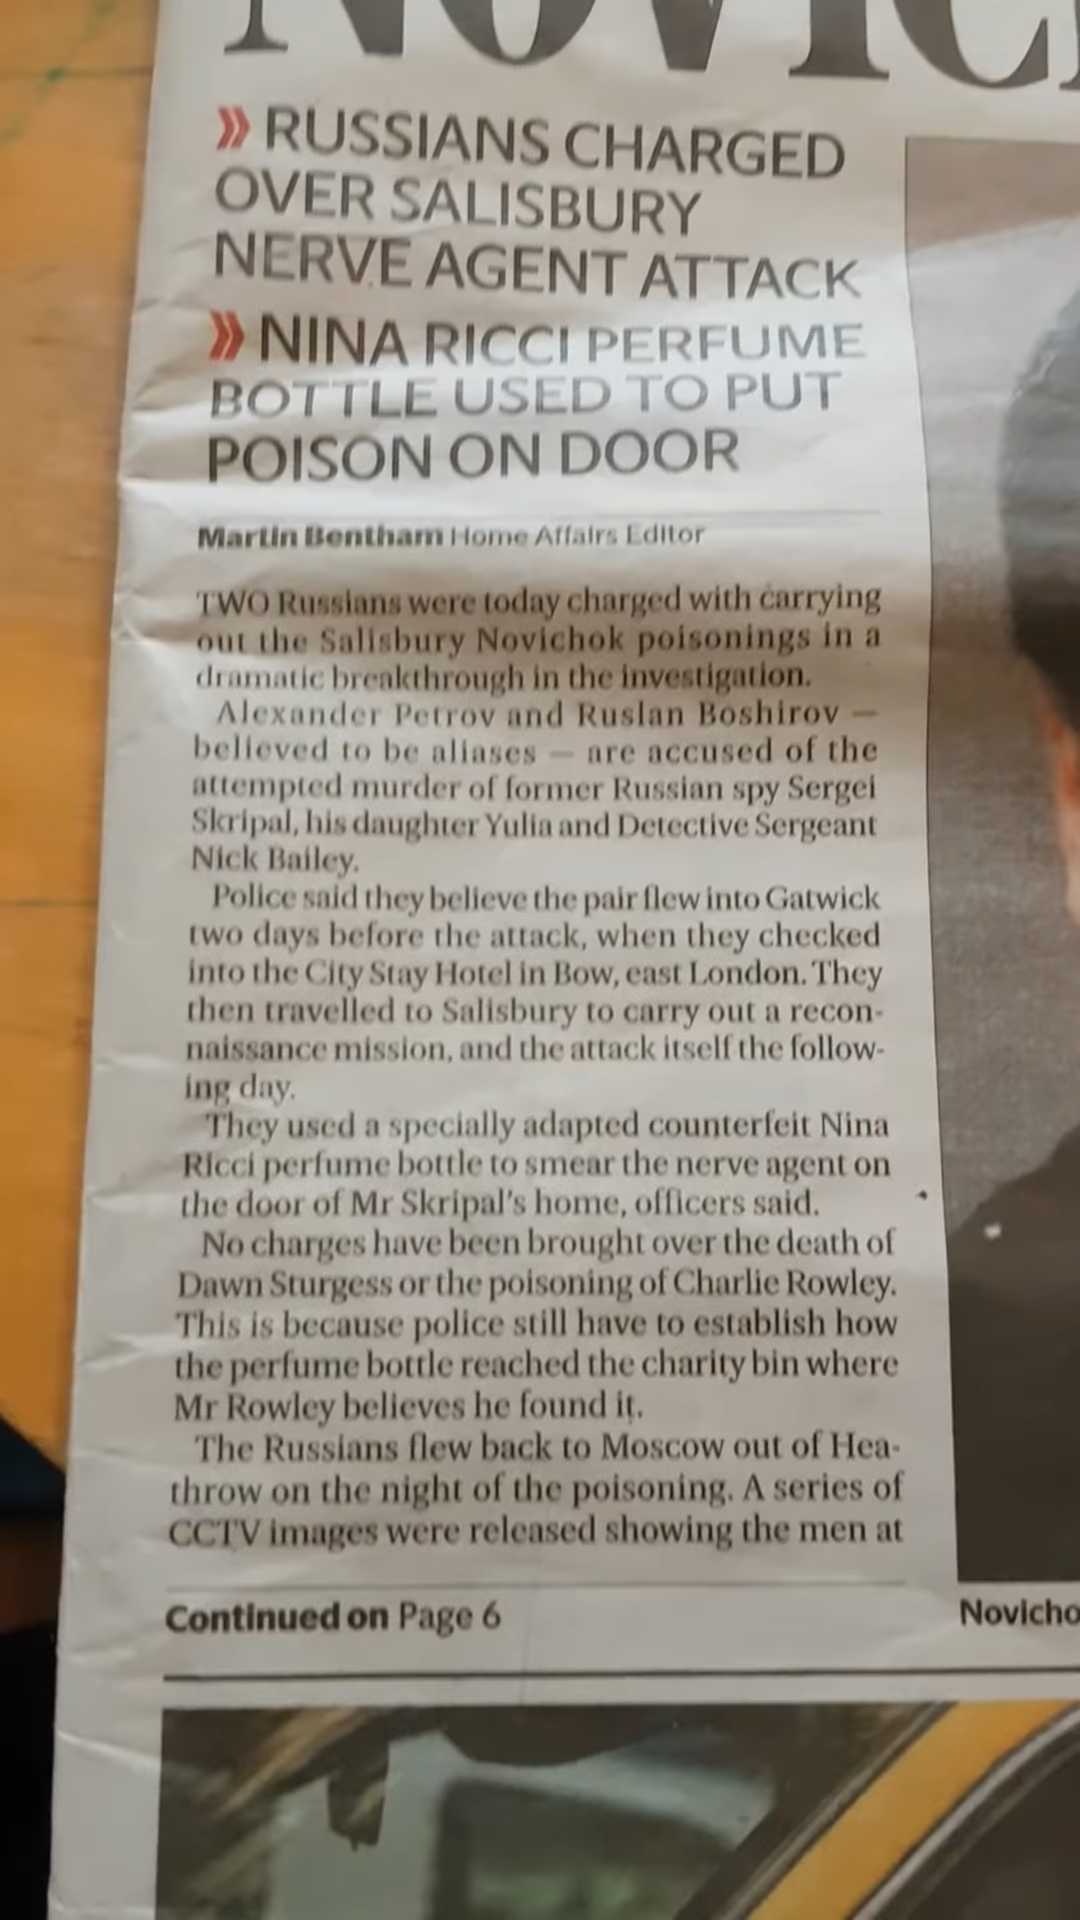 NOVIC
» RUSSIANS CHARGED
OVER SALISBURY
NERVE AGENT ATTACK
» NINA RICCI PERFUME
BOTTLE USED TO PUT
POISON ON DOOR
Martin Bentham Home Affairs Editor
TWO Russians were today charged with carrying
out the Salisbury Novichok poisonings in a
dramatic breakthrough in the investigation.
Alexander Petrov and Ruslan Boshirov —
believed to be aliases — are accused of the
attempted murder of former Russian spy Sergei
Skripal, his daughter Yulia and Detective Sergeant
Nick Bailey.
Police said they believe the pair flew into Gatwick
two days before the attack, when they checked
into the City Stay Hotel in Bow, east London. They
then travelled to Salisbury to carry out a recon-
naissance mission, and the attack itself the follow-
ing day.
They used a specially adapted counterfeit Nina
Ricci perfume bottle to smear the nerve agent on
the door of Mr Skripal's home, officers said.
No charges have been brought over the death of
Dawn Sturgess or the poisoning of Charlie Rowley.
This is because police still have to establish how
the perfume bottle reached the charity bin where
Mr Rowley believes he found it.
The Russians flew back to Moscow out of Hea-
throw on the night of the poisoning. A series of
CCTV images were released showing the men at
Continued on Page 6
Novicho